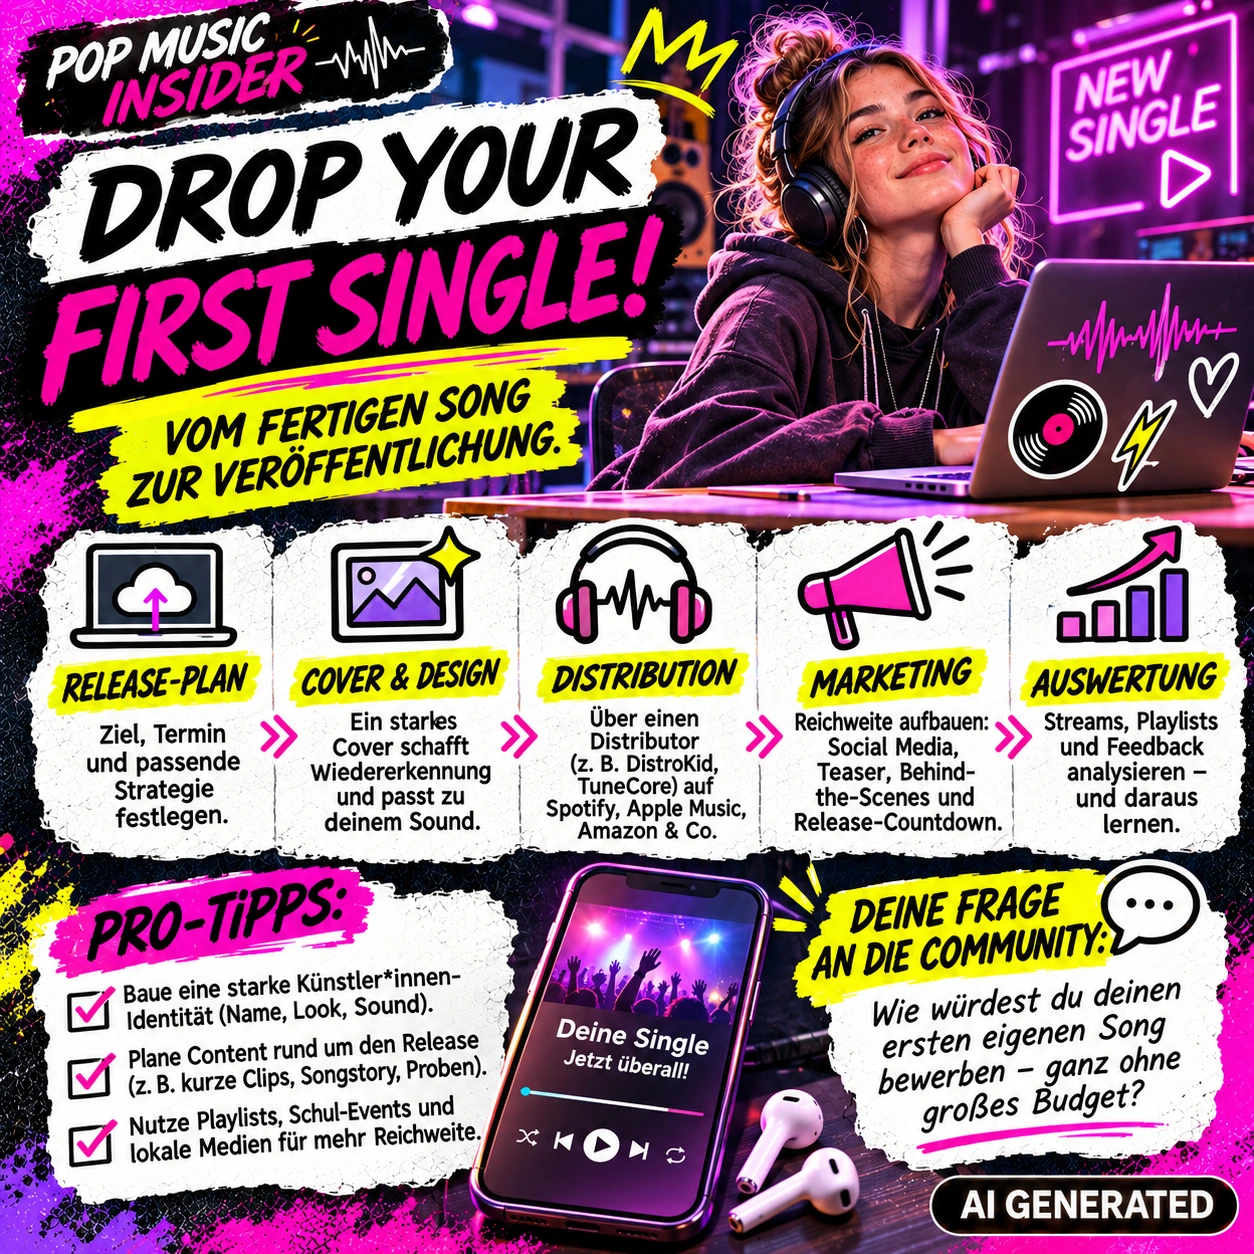 POP MUSIC
INSIDER
DROP YOUR
FIRST SINGLE!
VOM FERTIGEN SONG
ZUR VERÖFFENTLICHUNG.
NEW
SINGLE
RELEASE-PLAN
Ziel, Termin
und passende
Strategie
festlegen.
COVER & DESIGN
Ein starkes
Cover schafft
Wiedererkennung
und passt zu
deinem Sound.
DISTRIBUTION
Über einen
Distributor
(z. B. DistroKid,
TuneCore) auf
Spotify, Apple Music,
Amazon & Co.
MARKETING
Reichweite aufbauen:
Social Media,
Teaser, Behind-
the-Scenes und
Release-Countdown.
AUSWERTUNG
Streams, Playlists
und Feedback
analysieren –
und daraus
lernen.
PRO-TiPPS:
Baue eine starke Künstler*innen-
Identität (Name, Look, Sound).
Plane Content rund um den Release
(z. B. kurze Clips, Songstory, Proben).
Nutze Playlists, Schul-Events und
lokale Medien für mehr Reichweite.
Deine Single
Jetzt überall!
DEINE FRAGE
AN DIE COMMUNITY:
Wie würdest du deinen
ersten eigenen Song
bewerben – ganz ohne
großes Budget?
AI GENERATED